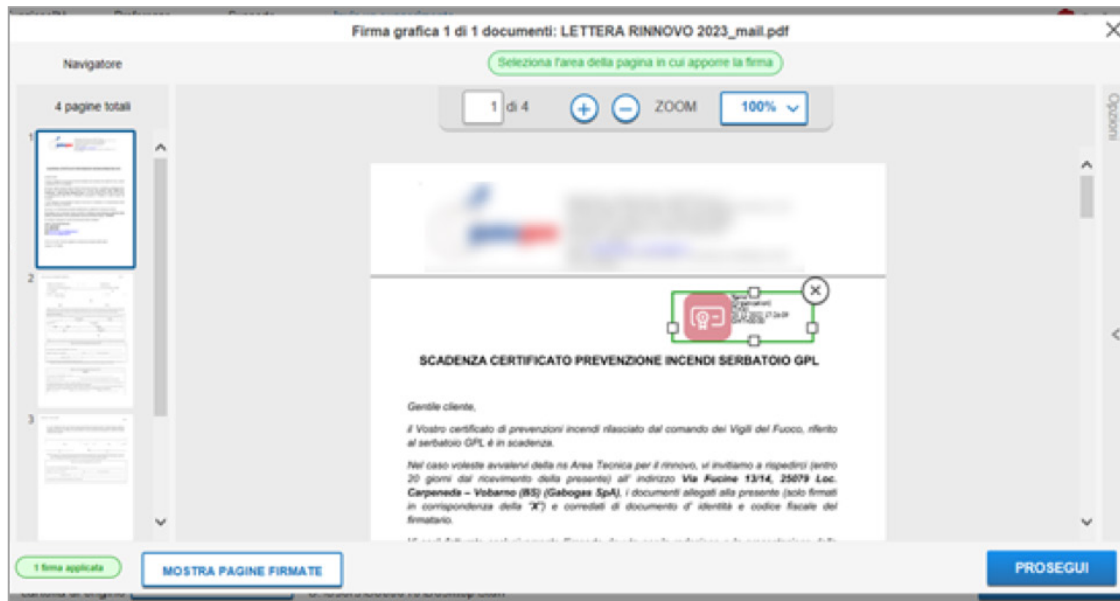 Firma grafica 1 di 1 documenti: LETTERA RINNOVO 2023_mail.pdf
Navigatore
Seleziona l'area della pagina in cui apporre la firma
4 pagine totali
1 di 4
ZOOM
100%
Opzioni
1
2
3
SCADENZA CERTIFICATO PREVENZIONE INCENDI SERBATOIO GPL
Gentile cliente,
il Vostro certificato di prevenzioni incendi rilasciato dal comando dei Vigili del Fuoco, riferito
al serbatoio GPL è in scadenza.
Nel caso voleste avvalervi della ns Area Tecnica per il rinnovo, vi invitiamo a rispedirci (entro
20 giorni dal ricevimento della presente) all' indirizzo Via Fucine 13/14, 25079 Loc.
Carpeneda – Vobarno (BS) (Gabogas SpA), i documenti allegati alla presente (solo firmati
in corrispondenza della "X") e corredati di documento d' identità e codice fiscale del
firmatario.
1 firma applicata
MOSTRA PAGINE FIRMATE
PROSEGUI